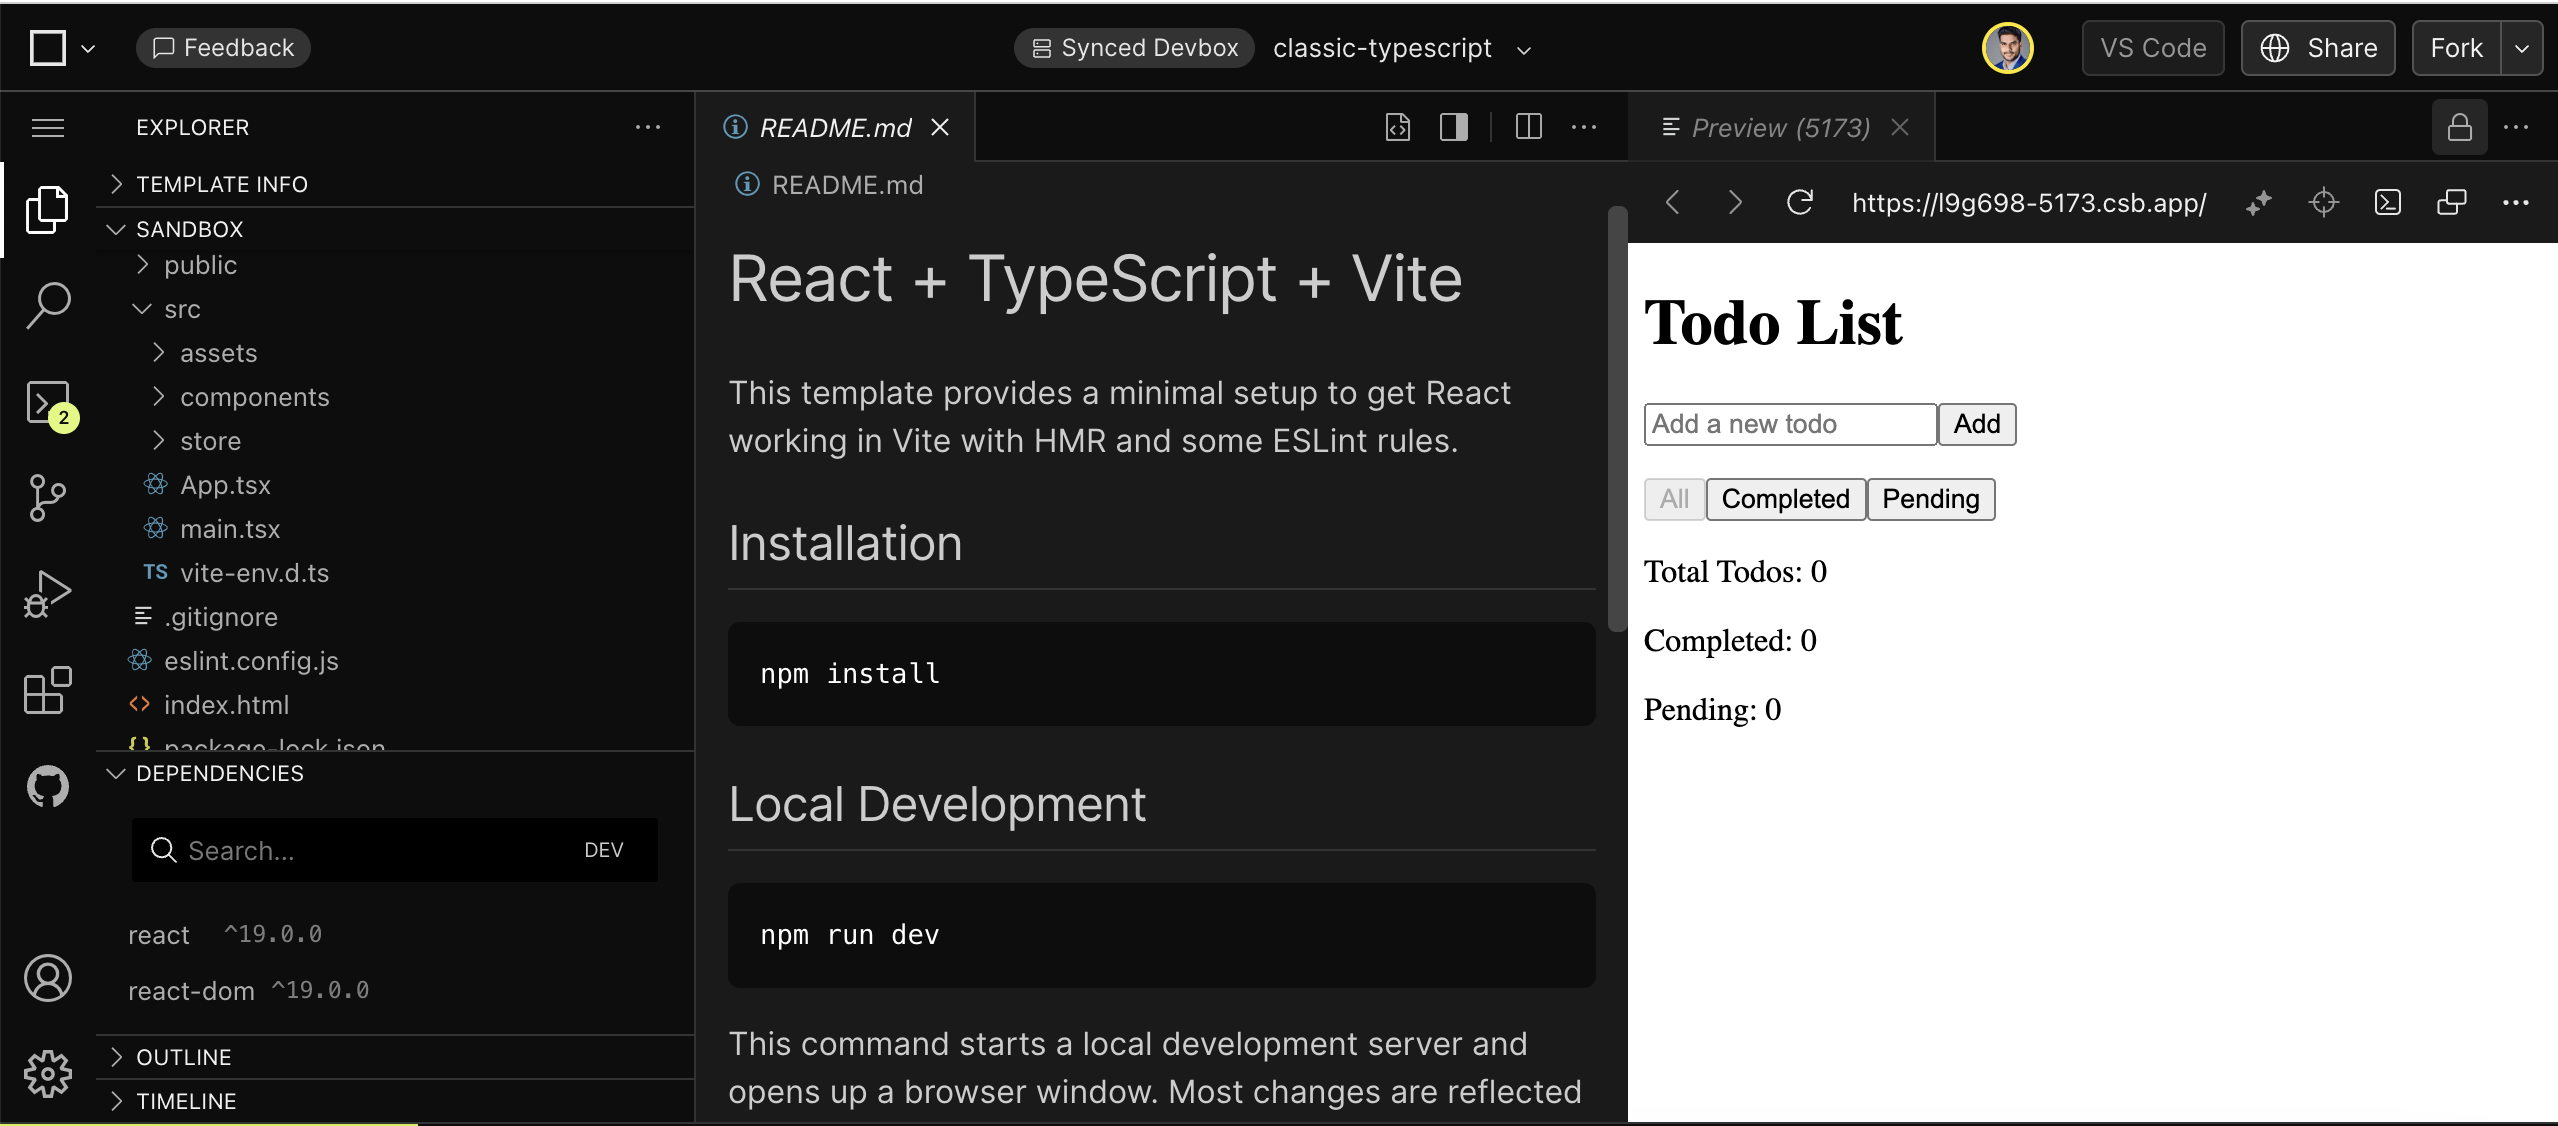 Feedback
Synced Devbox classic-typescript
VS Code
Share
Fork
EXPLORER
TEMPLATE INFO
SANDBOX
public
src
assets
components
store
App.tsx
main.tsx
TS vite-env.d.ts
.gitignore
eslint.config.js
index.html
{} package-lock.json
2
DEPENDENCIES
Search...
DEV
react ^19.0.0
react-dom ^19.0.0
OUTLINE
TIMELINE
README.md
README.md
React + TypeScript + Vite
This template provides a minimal setup to get React
working in Vite with HMR and some ESLint rules.
Installation
npm install
Local Development
npm run dev
This command starts a local development server and
opens up a browser window. Most changes are reflected
Preview (5173)
https://l9g698-5173.csb.app/
Todo List
Add a new todo Add
All Completed Pending
Total Todos: 0
Completed: 0
Pending: 0